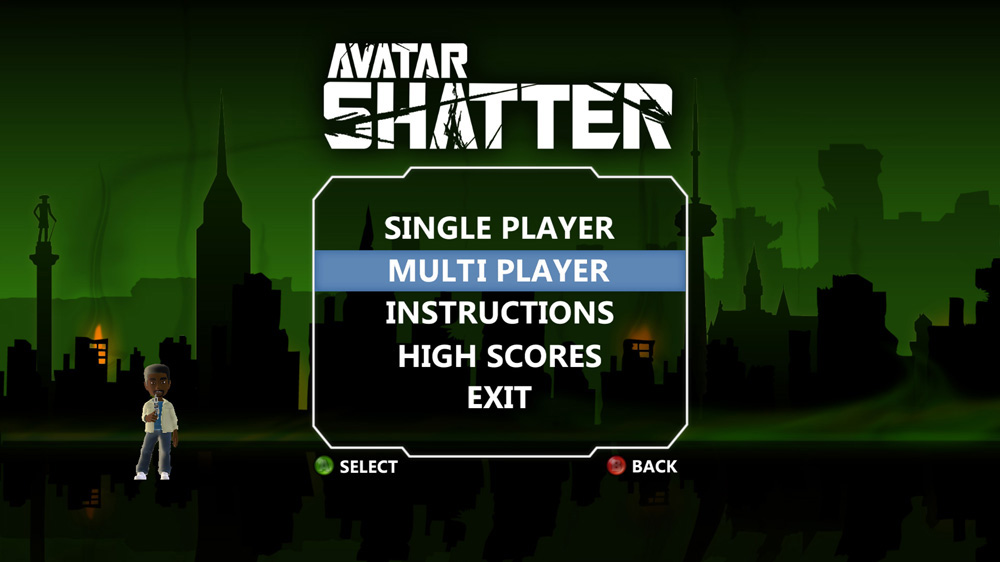 AVATAR
SHATTER
SINGLE PLAYER
MULTI PLAYER
INSTRUCTIONS
HIGH SCORES
EXIT
SELECT BACK